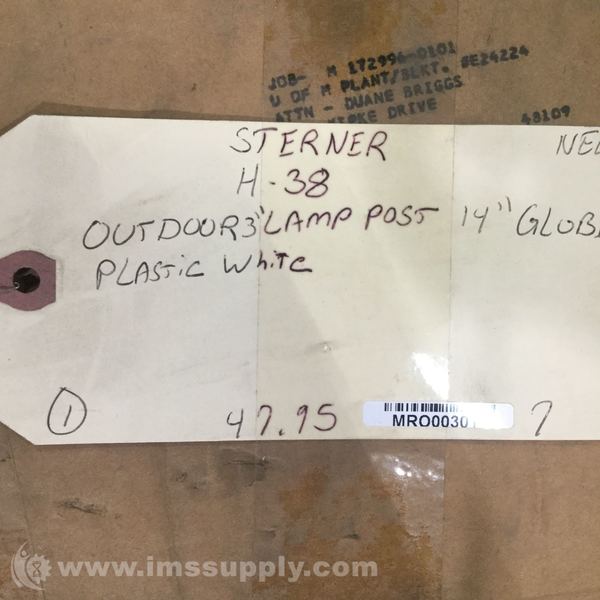 JOB- M 172996-0101
U OF M PLANT/BLKT. #E24224
ATTN - DUANE BRIGGS
DRIVE
48109
STERNER
H-38
OUTDOOR 3" LAMP POST 14" GLOB
PLASTIC WhiTE
1
47.95
MRO0030
7
www.imssupply.com